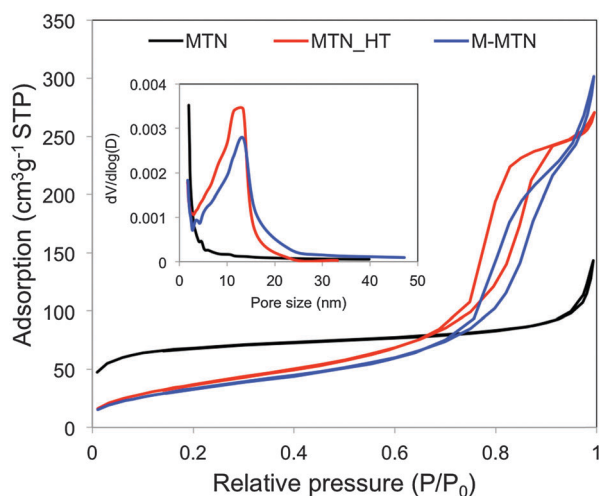 MTN MTN_HT M-MTN
350
300
250
200
150
100
50
0
Adsorption (cm³g⁻¹ STP)
0 0.2 0.4 0.6 0.8 1
Relative pressure (P/P₀)
0.004
0.003
0.002
0.001
0
dV/dlog(D)
0 10 20 30 40 50
Pore size (nm)